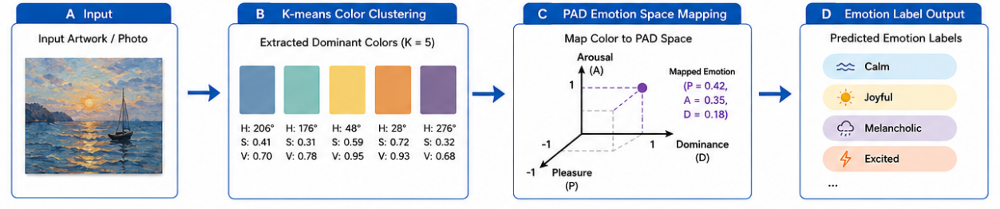 A Input
Input Artwork / Photo
B K-means Color Clustering
Extracted Dominant Colors (K = 5)
H: 206° H: 176° H: 48° H: 28° H: 276°
S: 0.41 S: 0.31 S: 0.59 S: 0.72 S: 0.32
V: 0.70 V: 0.78 V: 0.95 V: 0.93 V: 0.68
C PAD Emotion Space Mapping
Map Color to PAD Space
Arousal
(A)
1
-1
-1
Pleasure
(P)
1
Dominance
(D)
Mapped Emotion
(P = 0.42,
A = 0.35,
D = 0.18)
D Emotion Label Output
Predicted Emotion Labels
Calm
Joyful
Melancholic
Excited
...